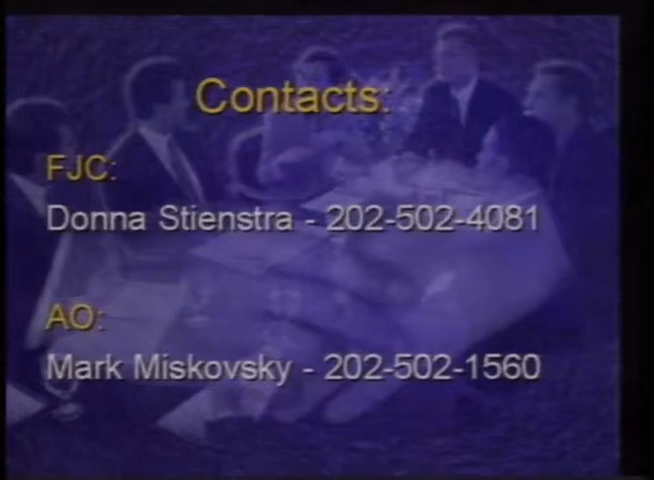 Contacts:
FJC:
Donna Stienstra - 202-502-4081
AO:
Mark Miskovsky - 202-502-1560